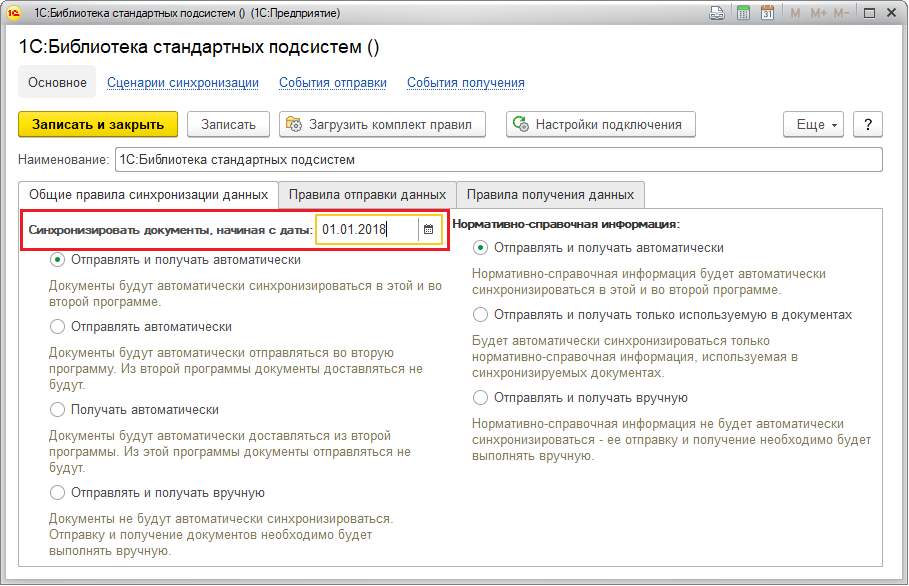 1С:Библиотека стандартных подсистем () (1С:Предприятие)
M M+ M-
1С:Библиотека стандартных подсистем ()
Основное Сценарии синхронизации События отправки События получения
Записать и закрыть Записать Загрузить комплект правил Настройки подключения Еще ?
Наименование: 1С:Библиотека стандартных подсистем
Общие правила синхронизации данных Правила отправки данных Правила получения данных
Синхронизировать документы, начиная с даты: 01.01.2018
Отправлять и получать автоматически
Документы будут автоматически синхронизироваться в этой и во
второй программе.
Отправлять автоматически
Документы будут автоматически отправляться во вторую
программу. Из второй программы документы доставляться не
будут.
Получать автоматически
Документы будут автоматически доставляться из второй
программы. Из этой программы документы отправляться не
будут.
Отправлять и получать вручную
Документы не будут автоматически синхронизироваться.
Отправку и получение документов необходимо будет
выполнять вручную.
Нормативно-справочная информация:
Отправлять и получать автоматически
Нормативно-справочная информация будет автоматически
синхронизироваться в этой и во второй программе.
Отправлять и получать только используемую в документах
Будет автоматически синхронизироваться только
нормативно-справочная информация, используемая в
синхронизируемых документах.
Отправлять и получать вручную
Нормативно-справочная информация не будет автоматически
синхронизироваться - ее отправку и получение необходимо будет
выполнять вручную.